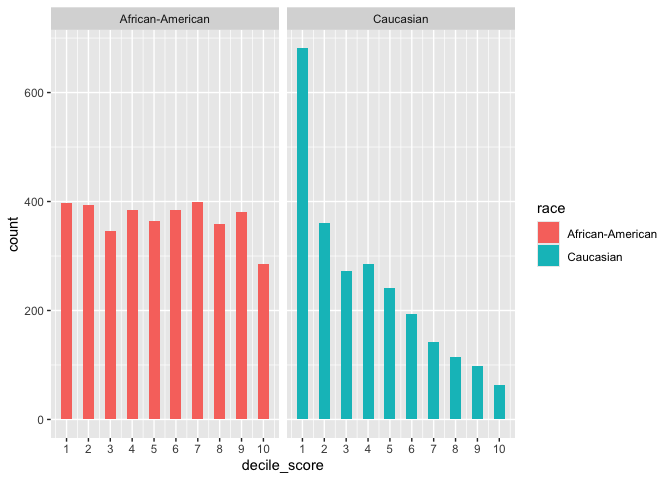 African-American Caucasian
600
400
200
0
count
1 2 3 4 5 6 7 8 9 10 1 2 3 4 5 6 7 8 9 10
decile_score
race
African-American
Caucasian